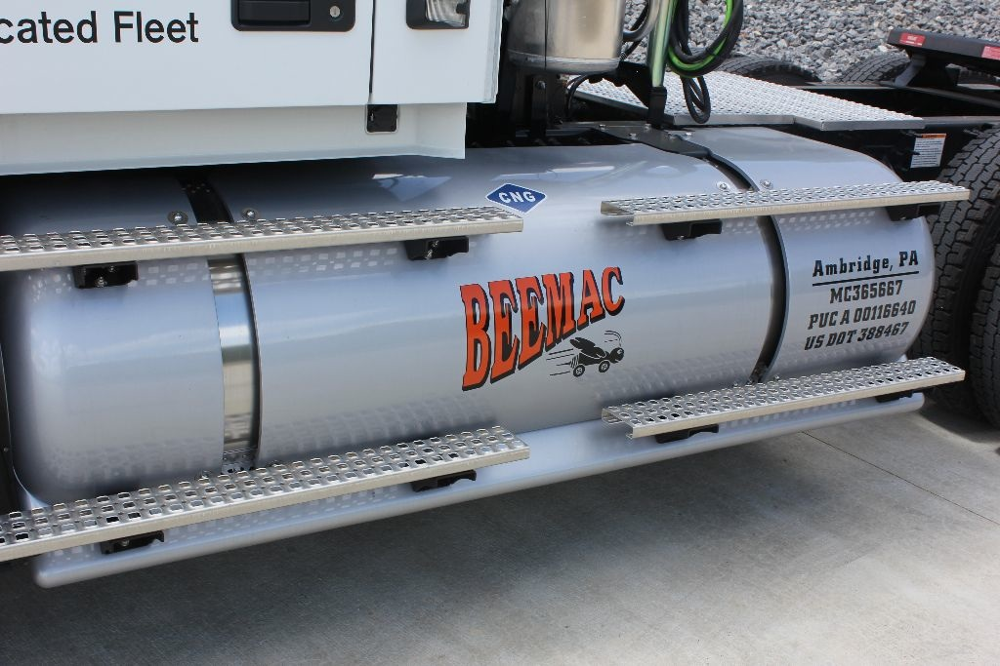 cated Fleet
CNG
BEEMAC
Ambridge, PA
MC365667
PUC A 00116640
US DOT 388467